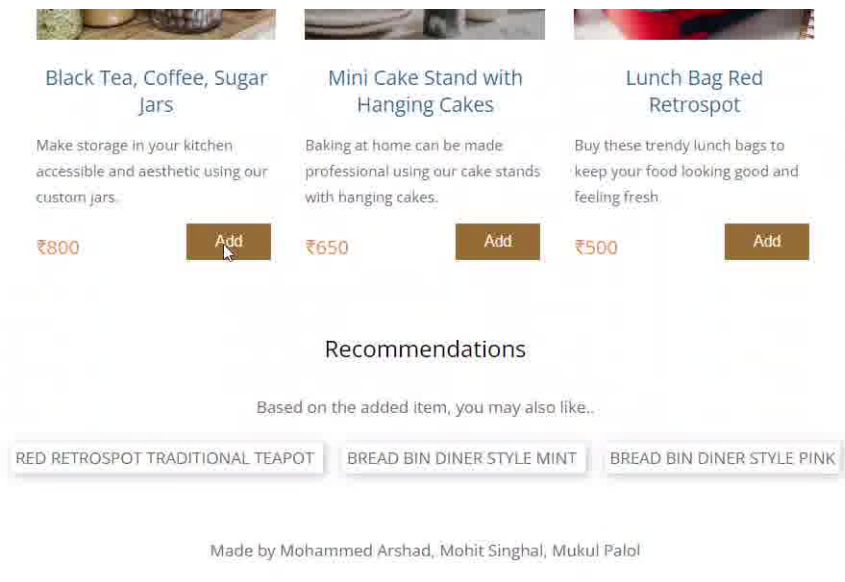 Black Tea, Coffee, Sugar
Jars
Make storage in your kitchen
accessible and aesthetic using our
custom jars.
₹800
Add
Mini Cake Stand with
Hanging Cakes
Baking at home can be made
professional using our cake stands
with hanging cakes.
₹650
Add
Lunch Bag Red
Retrospot
Buy these trendy lunch bags to
keep your food looking good and
feeling fresh
₹500
Add
Recommendations
Based on the added item, you may also like..
RED RETROSPOT TRADITIONAL TEAPOT
BREAD BIN DINER STYLE MINT
BREAD BIN DINER STYLE PINK
Made by Mohammed Arshad, Mohit Singhal, Mukul Palol